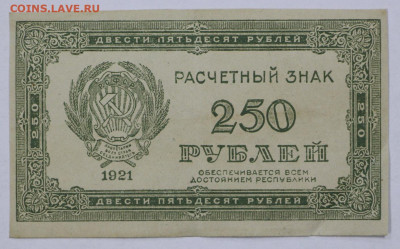 COINS.LAVE.RU
ДВЕСТИ ПЯТЬДЕСЯТ РУБЛЕЙ
РАСЧЕТНЫЙ ЗНАК
250
250
250
РУБЛЕЙ
1921
ОБЕСПЕЧИВАЕТСЯ ВСЕМ
ДОСТОЯНИЕМ РЕСПУБЛИКИ
ДВЕСТИ ПЯТЬДЕСЯТ РУБЛЕЙ